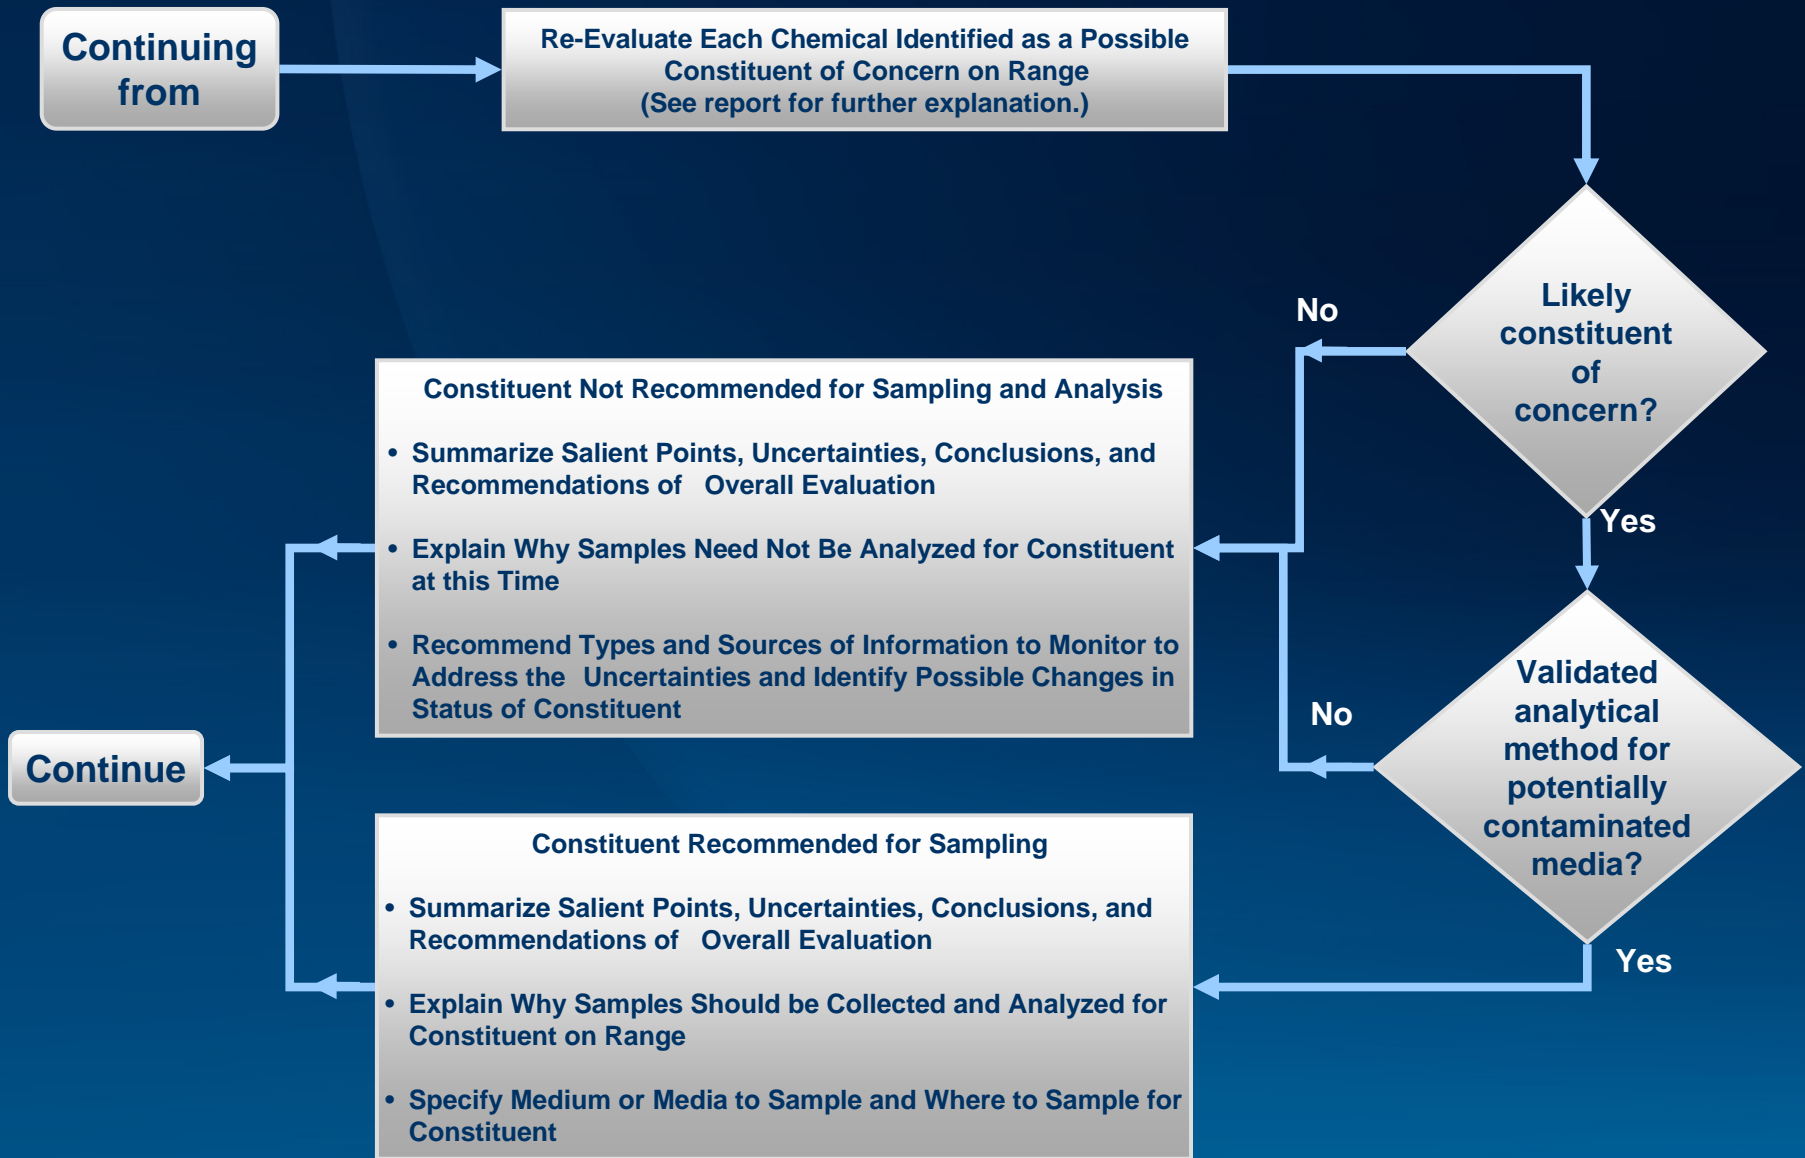 Continuing
from
Re-Evaluate Each Chemical Identified as a Possible
Constituent of Concern on Range
(See report for further explanation.)
Likely
constituent
of
concern?
No
Yes
Constituent Not Recommended for Sampling and Analysis
• Summarize Salient Points, Uncertainties, Conclusions, and
Recommendations of Overall Evaluation
• Explain Why Samples Need Not Be Analyzed for Constituent
at this Time
• Recommend Types and Sources of Information to Monitor to
Address the Uncertainties and Identify Possible Changes in
Status of Constituent
Validated
analytical
method for
potentially
contaminated
media?
No
Yes
Continue
Constituent Recommended for Sampling
• Summarize Salient Points, Uncertainties, Conclusions, and
Recommendations of Overall Evaluation
• Explain Why Samples Should be Collected and Analyzed for
Constituent on Range
• Specify Medium or Media to Sample and Where to Sample for
Constituent